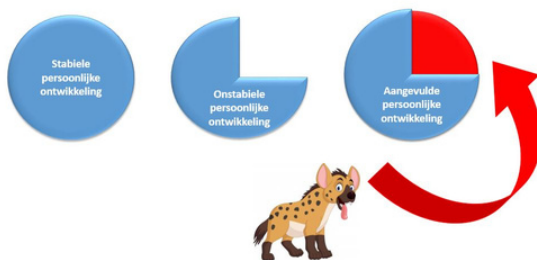 Stabiele
persoonlijke
ontwikkeling
Onstabiele
persoonlijke
ontwikkeling
Aangevulde
persoonlijke
ontwikkeling